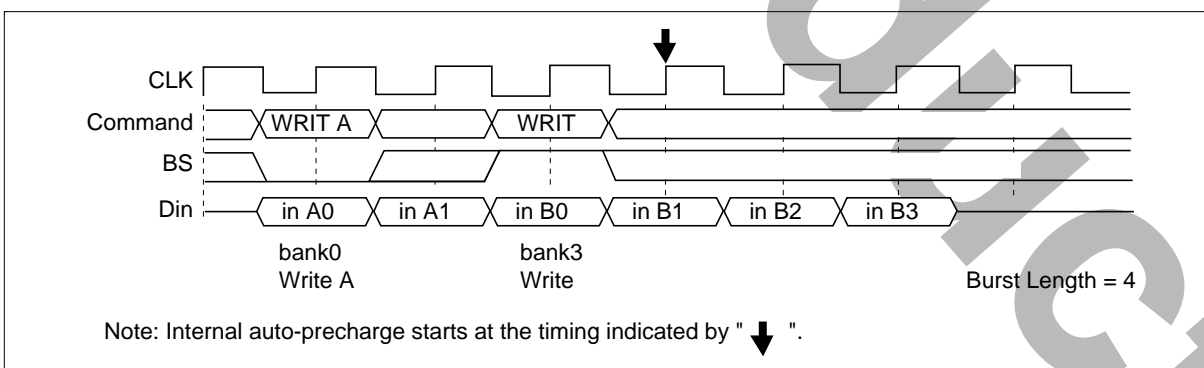 CLK
Command WRIT A WRIT
BS
Din in A0 in A1 in B0 in B1 in B2 in B3
bank0 bank3
Write A Write Burst Length = 4
Note: Internal auto-precharge starts at the timing indicated by " ".